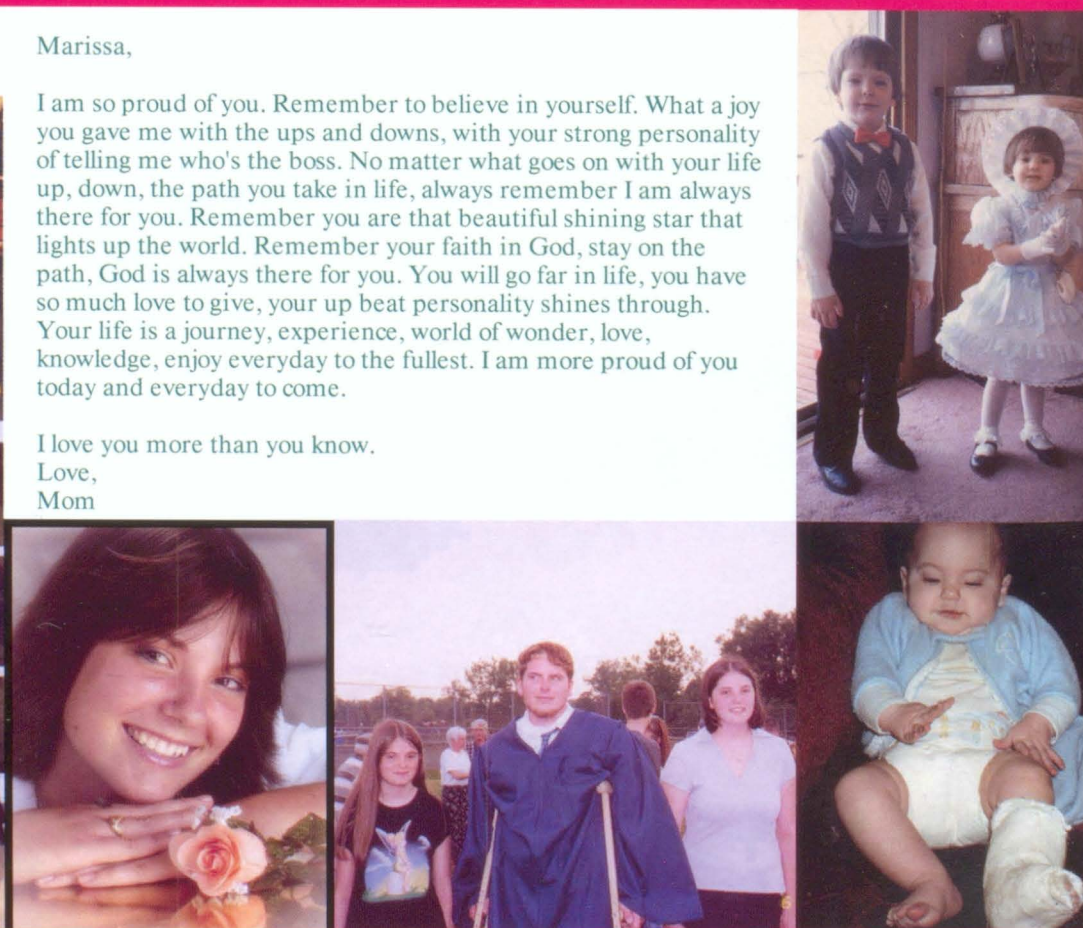 Marissa,
I am so proud of you. Remember to believe in yourself. What a joy
you gave me with the ups and downs, with your strong personality
of telling me who's the boss. No matter what goes on with your life
up, down, the path you take in life, always remember I am always
there for you. Remember you are that beautiful shining star that
lights up the world. Remember your faith in God, stay on the
path, God is always there for you. You will go far in life, you have
so much love to give, your up beat personality shines through.
Your life is a journey, experience, world of wonder, love,
knowledge, enjoy everyday to the fullest. I am more proud of you
today and everyday to come.
I love you more than you know.
Love,
Mom